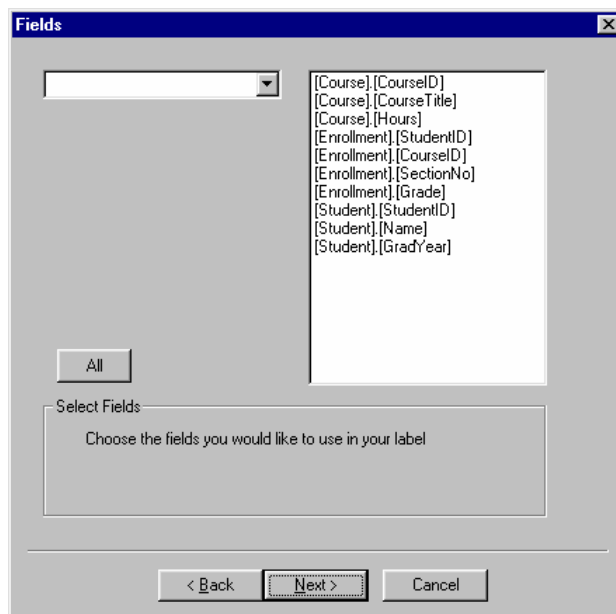 Fields
[Course].[CourseID]
[Course].[CourseTitle]
[Course].[Hours]
[Enrollment].[StudentID]
[Enrollment].[CourseID]
[Enrollment].[SectionNo]
[Enrollment].[Grade]
[Student].[StudentID]
[Student].[Name]
[Student].[GradYear]
All
Select Fields
Choose the fields you would like to use in your label
< Back
Next >
Cancel